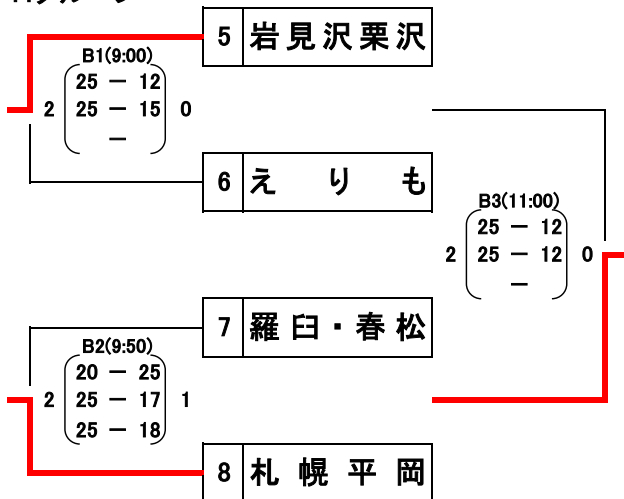 5 岩見沢栗沢
B1(9:00)
25 － 12
2 25 － 15 0
－
6 えりも
B3(11:00)
25 － 12
2 25 － 12 0
－
7 羅臼・春松
B2(9:50)
20 － 25
2 25 － 17 1
25 － 18
8 札幌平岡